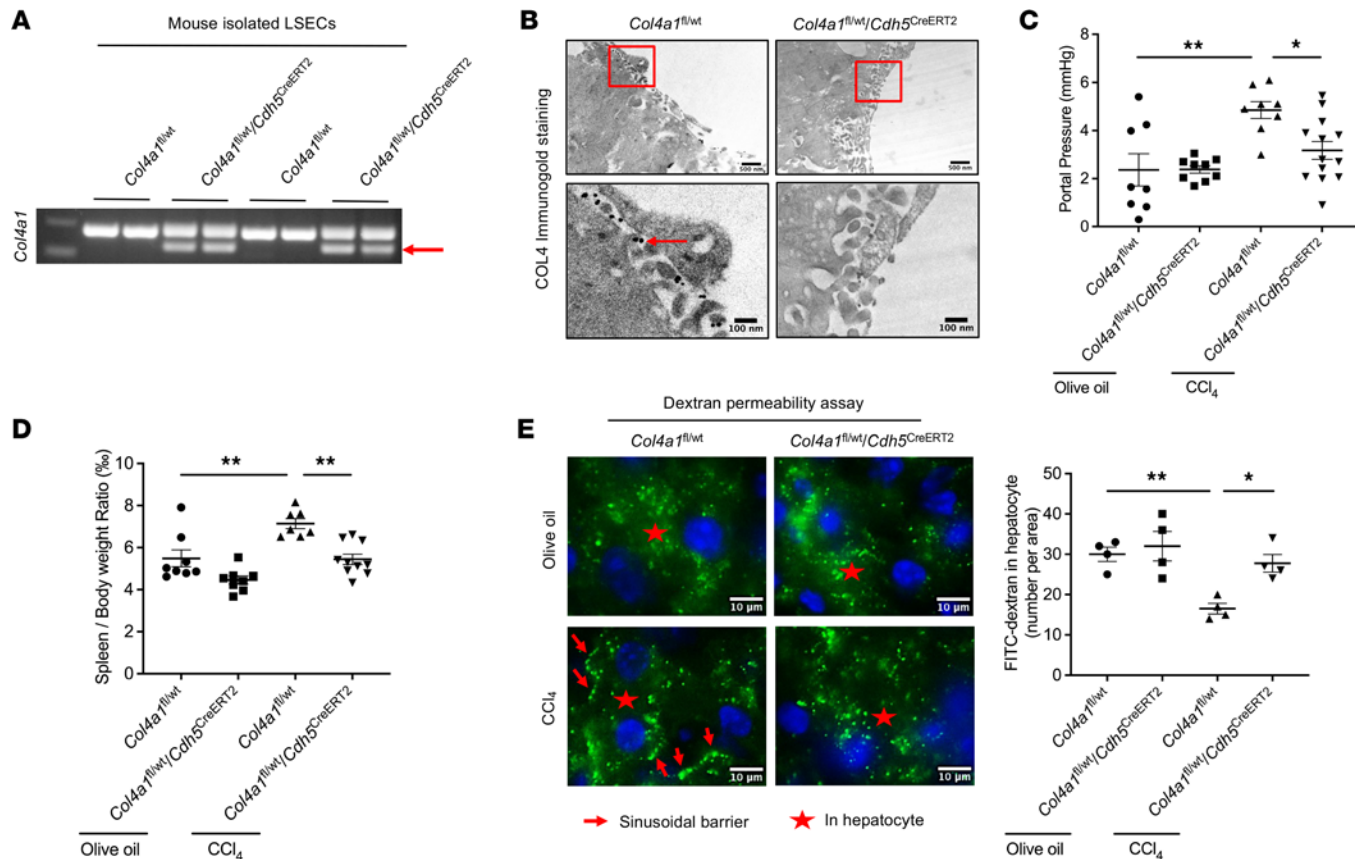 A
Mouse isolated LSECs
Col4a1fl/wt
Col4a1fl/wt/Cdh5CreERT2
Col4a1fl/wt
Col4a1fl/wt/Cdh5CreERT2
Col4a1
B
Col4a1fl/wt
Col4a1fl/wt/Cdh5CreERT2
COL4 Immunogold staining
500 nm
500 nm
100 nm
100 nm
C
Portal Pressure (mmHg)
8
6
4
2
0
**
*
Col4a1fl/wt
Col4a1fl/wt/Cdh5CreERT2
Col4a1fl/wt
Col4a1fl/wt/Cdh5CreERT2
Olive oil
CCl4
D
Spleen / Body weight Ratio (‰)
10
8
6
4
2
0
**
**
Col4a1fl/wt
Col4a1fl/wt/Cdh5CreERT2
Col4a1fl/wt
Col4a1fl/wt/Cdh5CreERT2
Olive oil
CCl4
E
Dextran permeability assay
Col4a1fl/wt
Col4a1fl/wt/Cdh5CreERT2
Olive oil
10 µm
10 µm
CCl4
10 µm
10 µm
Sinusoidal barrier
In hepatocyte
FITC-dextran in hepatocyte
(number per area)
50
40
30
20
10
0
**
*
Col4a1fl/wt
Col4a1fl/wt/Cdh5CreERT2
Col4a1fl/wt
Col4a1fl/wt/Cdh5CreERT2
Olive oil
CCl4